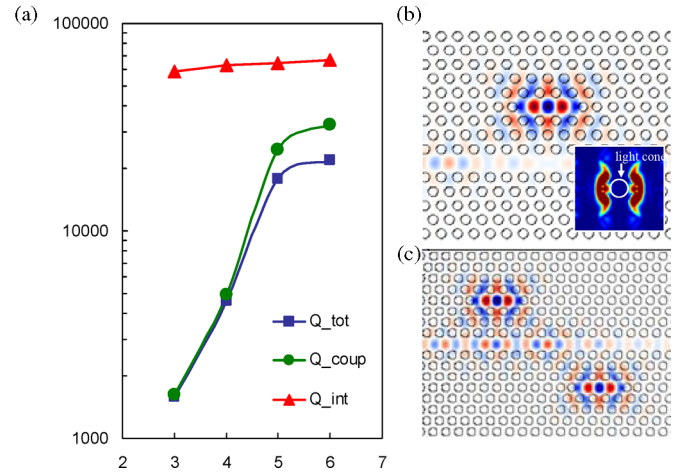 (a)
100000
10000
1000
2 3 4 5 6 7
Q_tot
Q_coup
Q_int
(b)
light cone
(c)